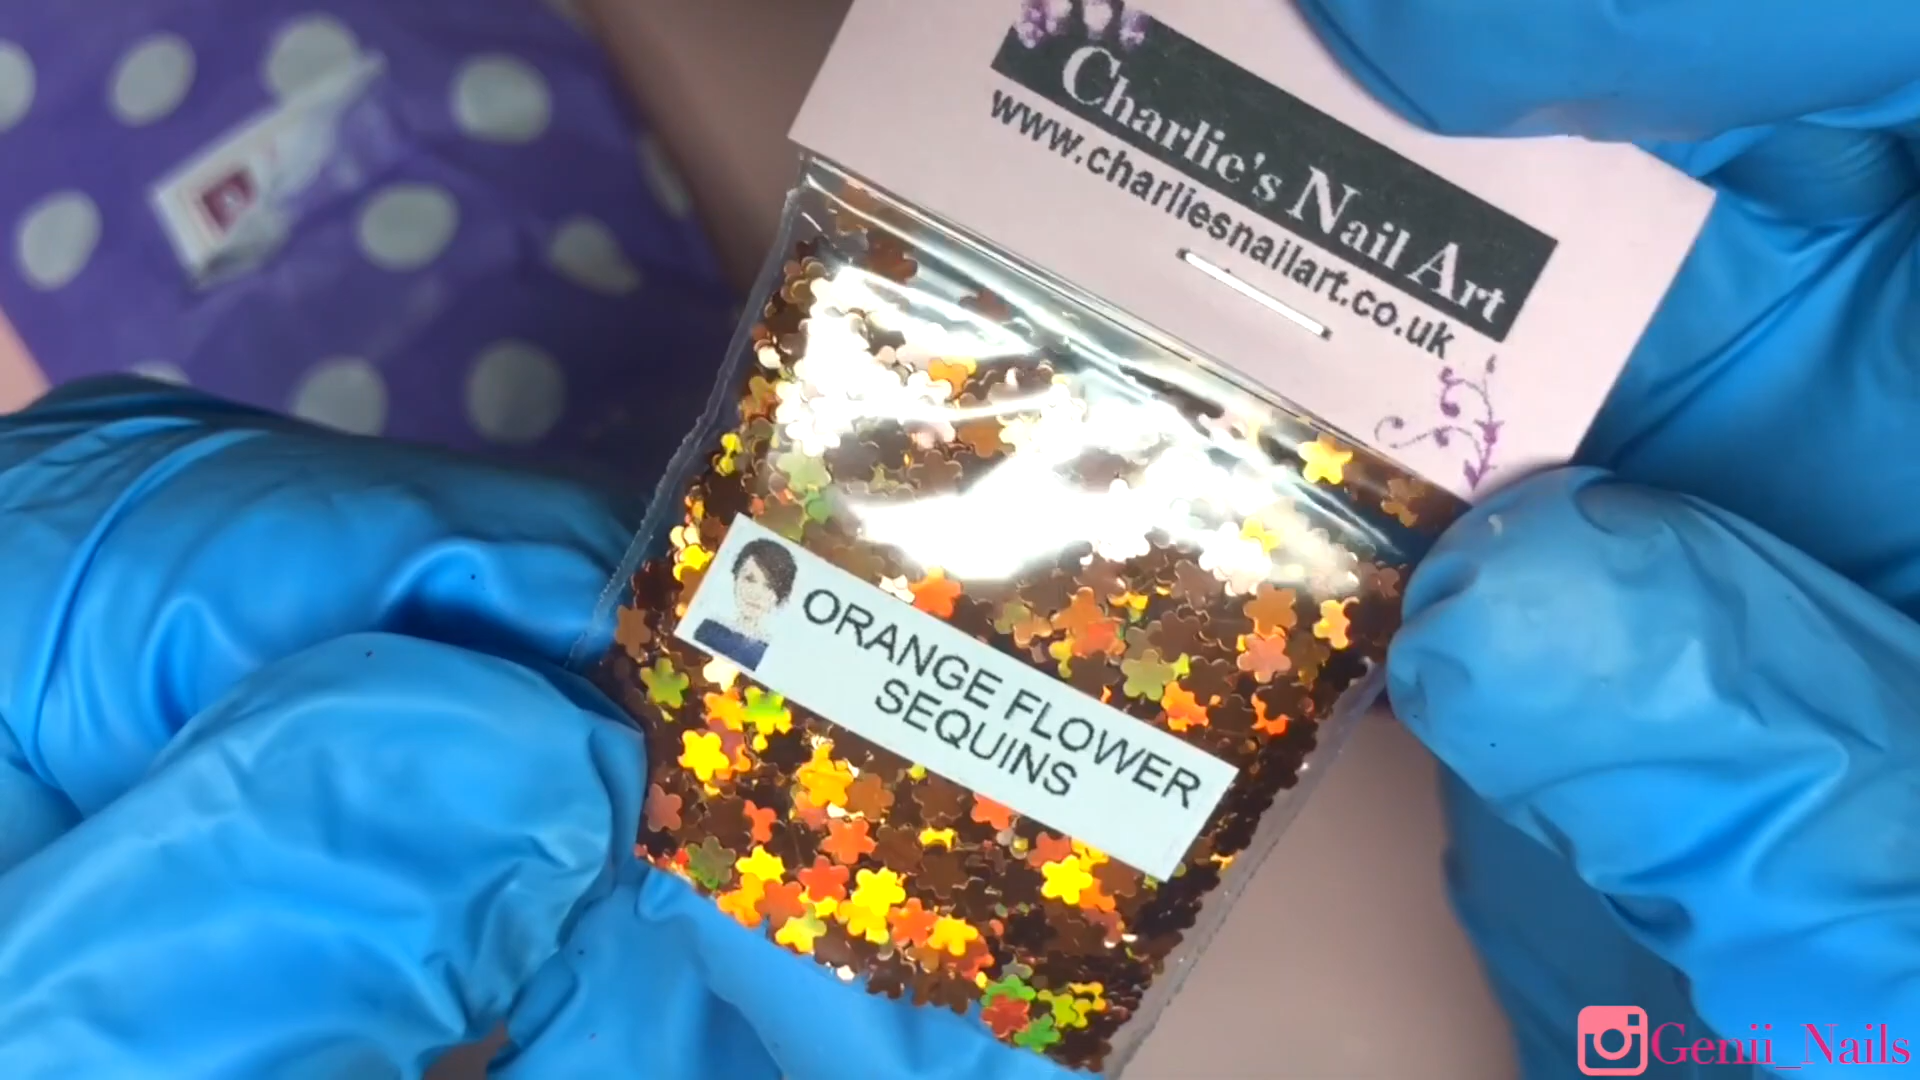 Charlie's Nail Art
www.charliesnailart.co.uk
ORANGE FLOWER
SEQUINS
Genii_Nails